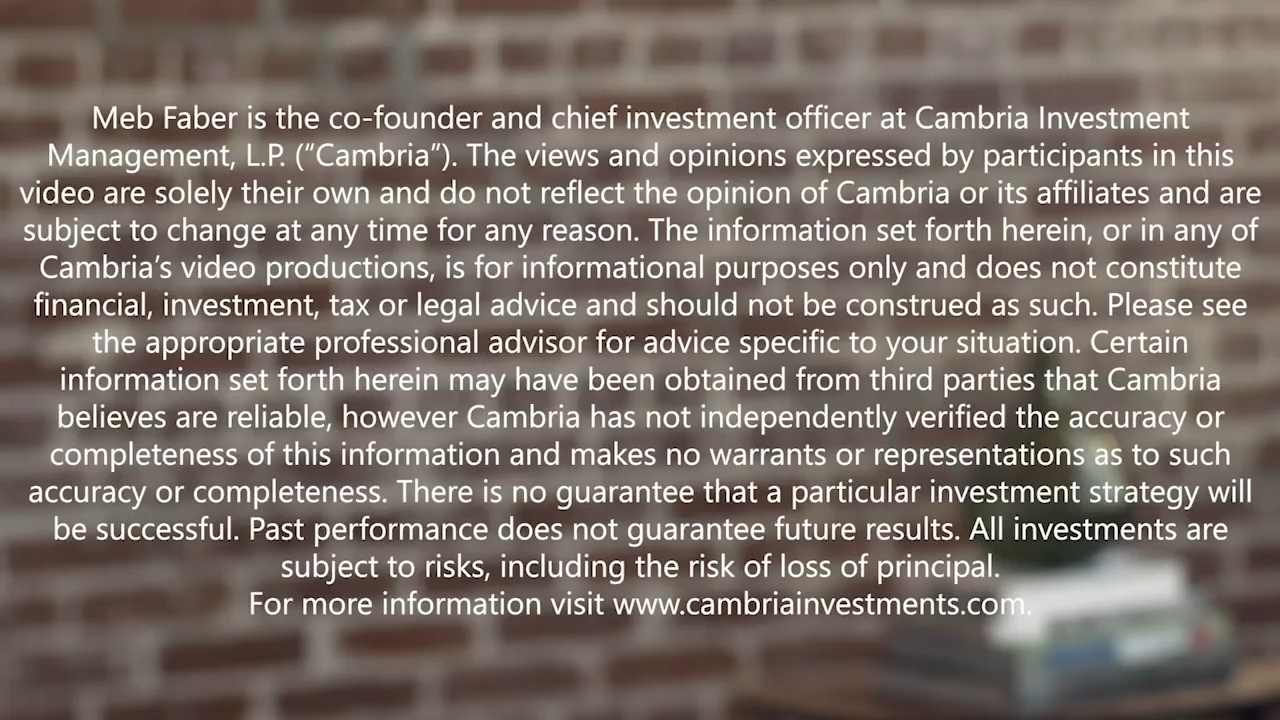 Meb Faber is the co-founder and chief investment officer at Cambria Investment
Management, L.P. (“Cambria”). The views and opinions expressed by participants in this
video are solely their own and do not reflect the opinion of Cambria or its affiliates and are
subject to change at any time for any reason. The information set forth herein, or in any of
Cambria’s video productions, is for informational purposes only and does not constitute
financial, investment, tax or legal advice and should not be construed as such. Please see
the appropriate professional advisor for advice specific to your situation. Certain
information set forth herein may have been obtained from third parties that Cambria
believes are reliable, however Cambria has not independently verified the accuracy or
completeness of this information and makes no warrants or representations as to such
accuracy or completeness. There is no guarantee that a particular investment strategy will
be successful. Past performance does not guarantee future results. All investments are
subject to risks, including the risk of loss of principal.
For more information visit www.cambriainvestments.com.